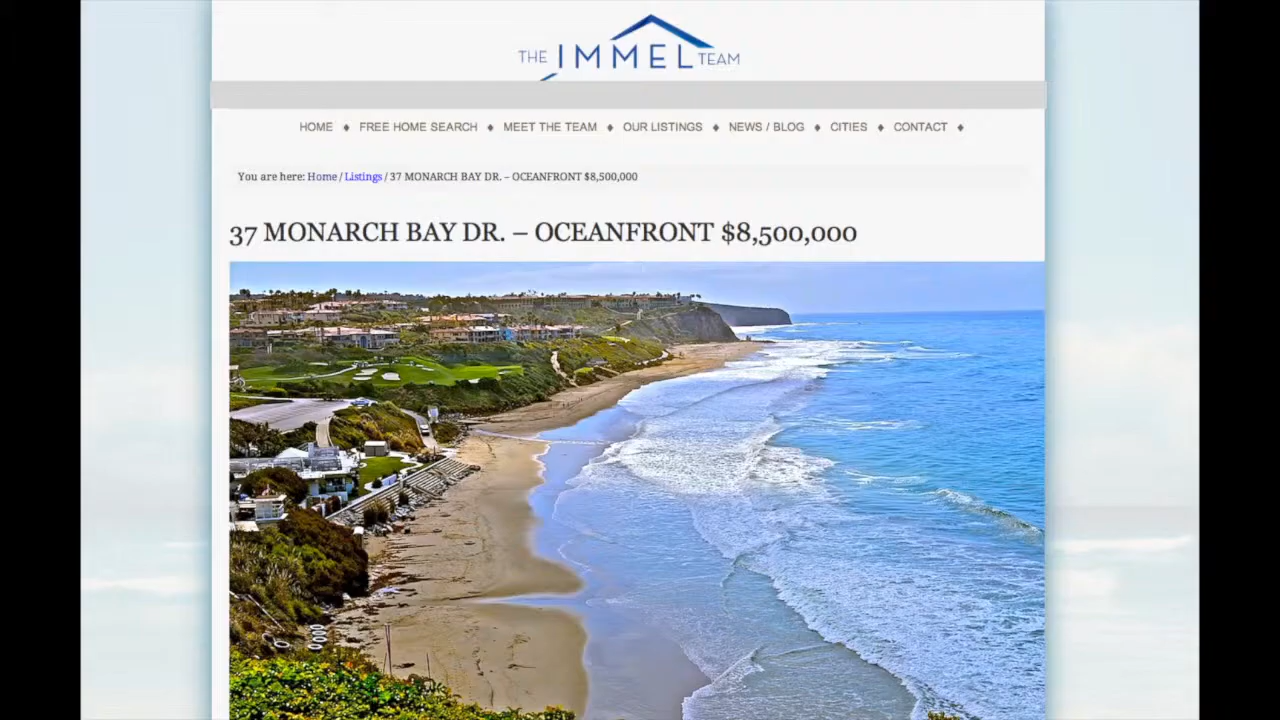 THE IMMEL TEAM
HOME ♦ FREE HOME SEARCH ♦ MEET THE TEAM ♦ OUR LISTINGS ♦ NEWS / BLOG ♦ CITIES ♦ CONTACT ♦
You are here: Home / Listings / 37 MONARCH BAY DR. – OCEANFRONT $8,500,000
37 MONARCH BAY DR. – OCEANFRONT $8,500,000